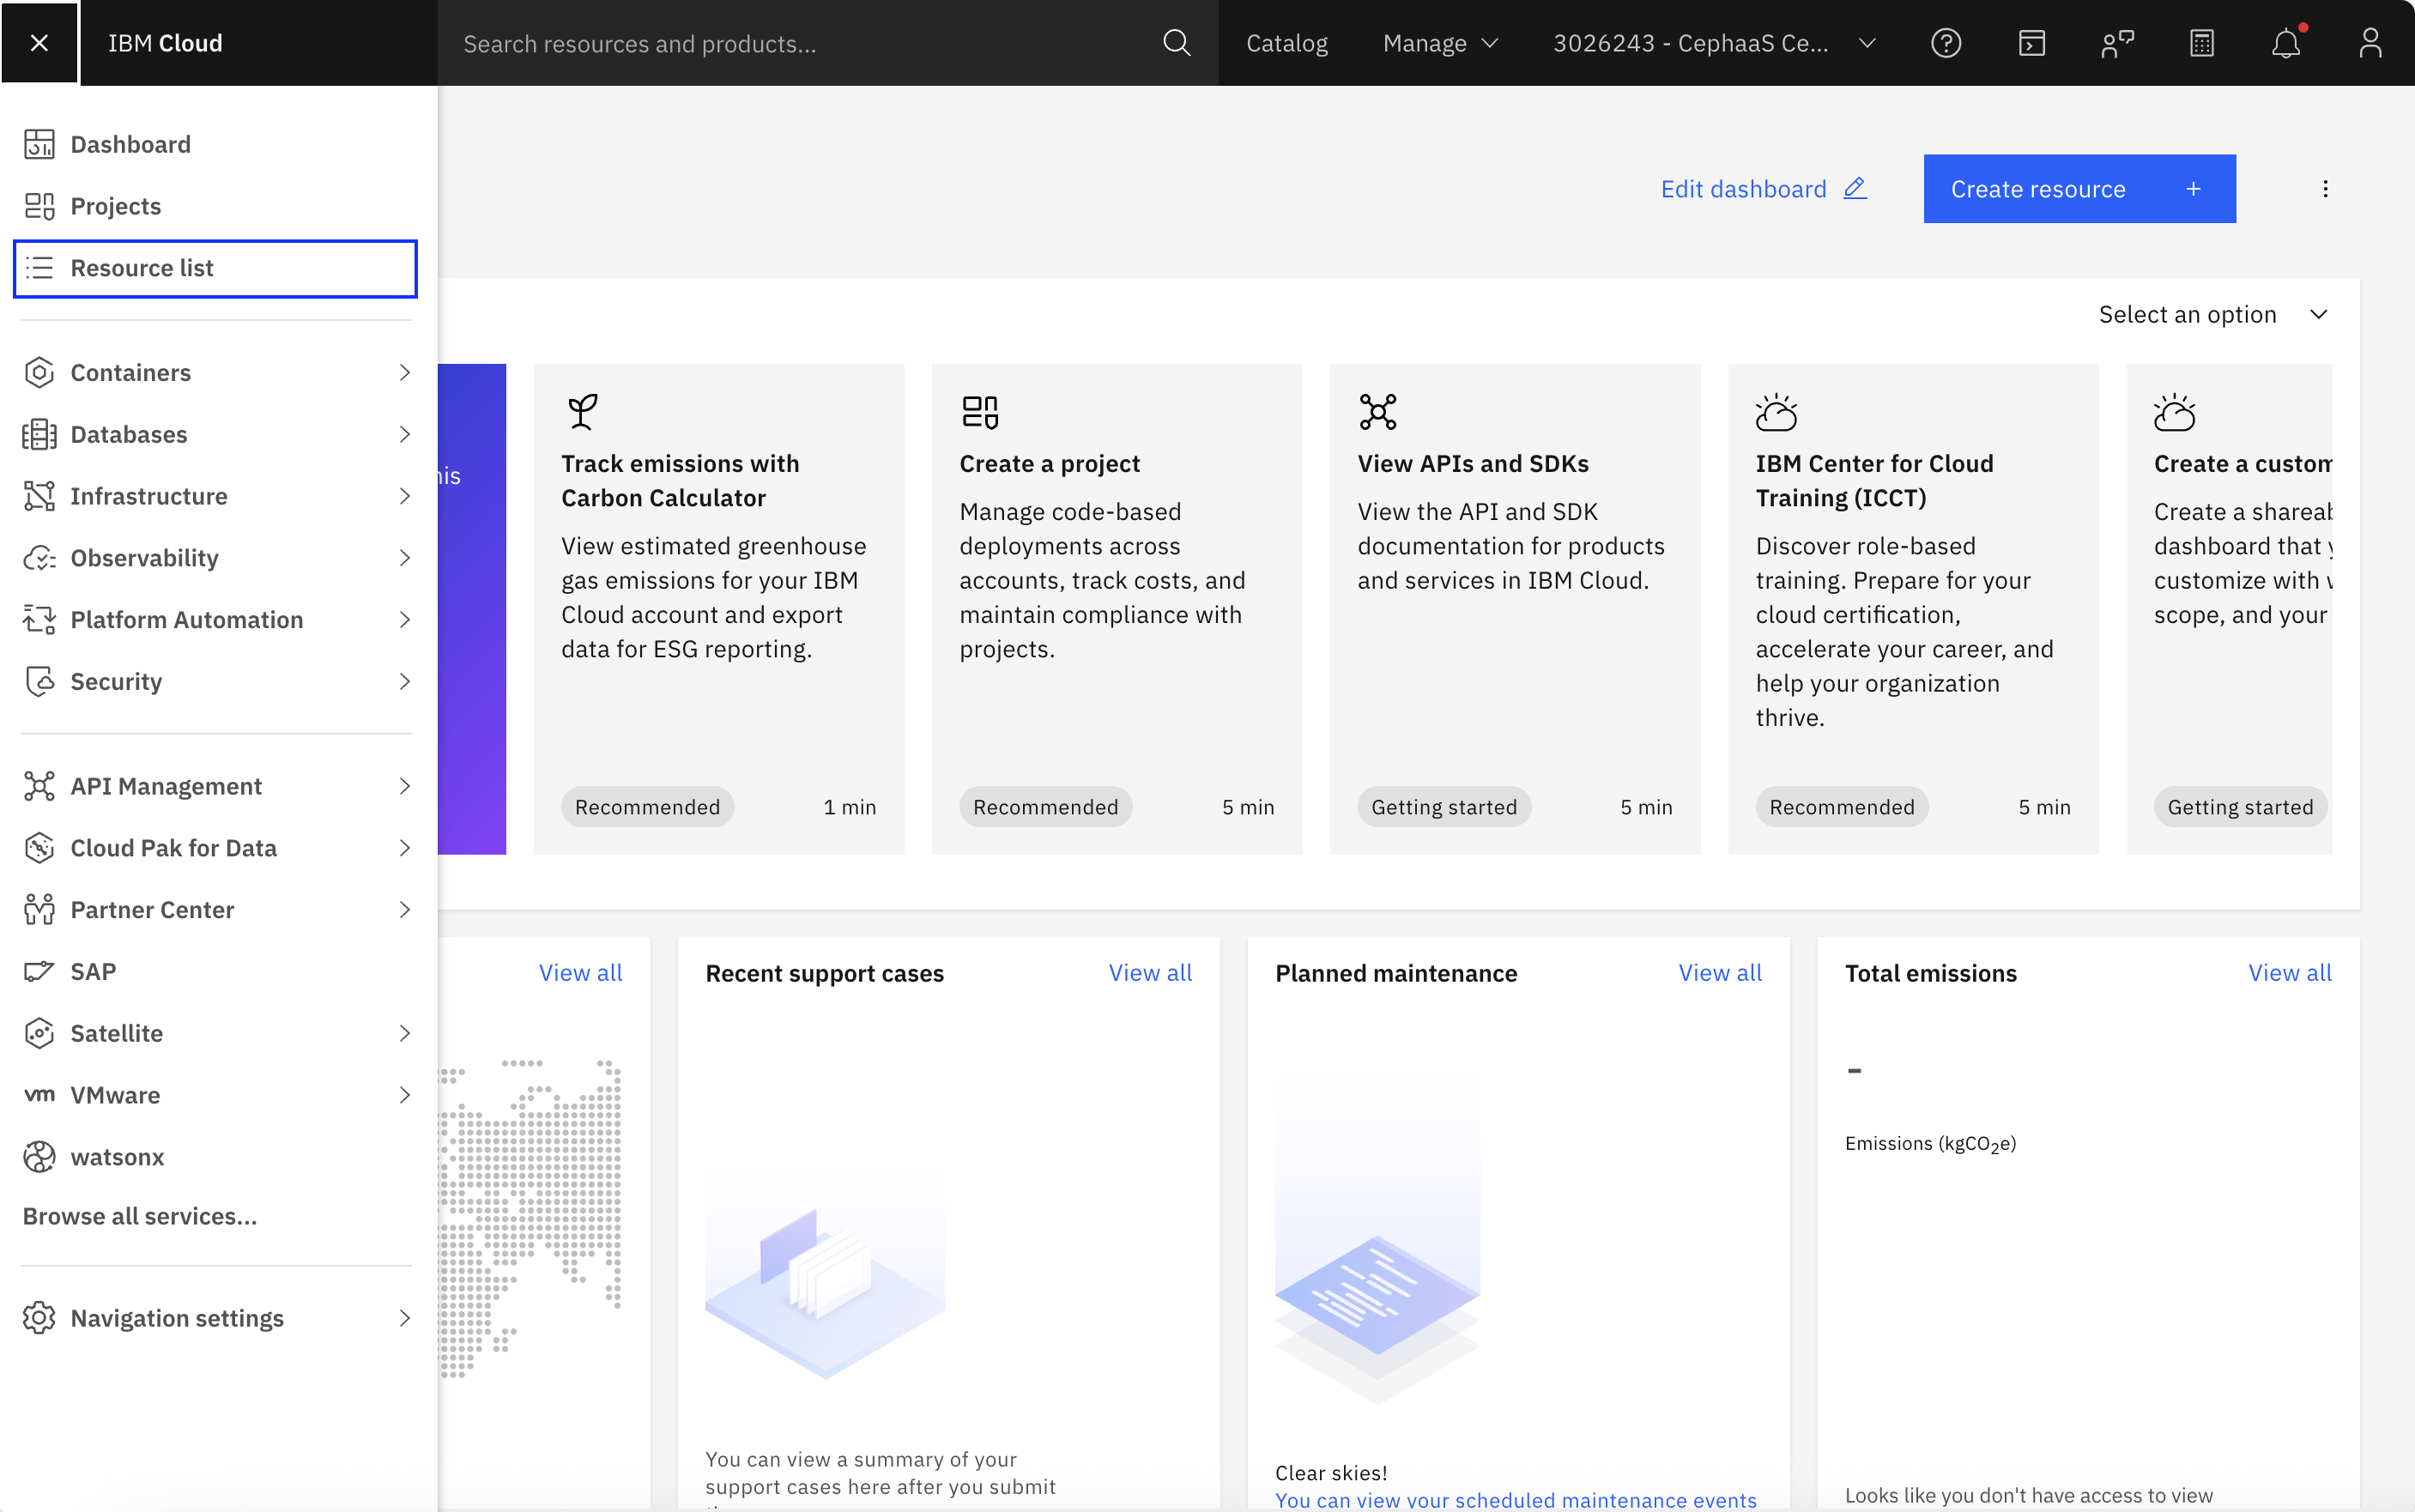 IBM Cloud
Search resources and products...
Catalog
Manage
3026243 - CephaaS Ce...
Dashboard
Projects
Resource list
Containers
Databases
Infrastructure
Observability
Platform Automation
Security
API Management
Cloud Pak for Data
Partner Center
SAP
Satellite
vm VMware
watsonx
Browse all services...
Navigation settings
Edit dashboard
Create resource
Select an option
Track emissions with
Carbon Calculator
View estimated greenhouse
gas emissions for your IBM
Cloud account and export
data for ESG reporting.
Recommended 1 min
Create a project
Manage code-based
deployments across
accounts, track costs, and
maintain compliance with
projects.
Recommended 5 min
View APIs and SDKs
View the API and SDK
documentation for products
and services in IBM Cloud.
Getting started 5 min
IBM Center for Cloud
Training (ICCT)
Discover role-based
training. Prepare for your
cloud certification,
accelerate your career, and
help your organization
thrive.
Recommended 5 min
Create a custom
Create a shareab
dashboard that
customize with
scope, and your
Getting started
View all
Recent support cases View all
You can view a summary of your
support cases here after you submit
Planned maintenance View all
Clear skies!
You can view your scheduled maintenance events
Total emissions View all
-
Emissions (kgCO₂e)
Looks like you don't have access to view